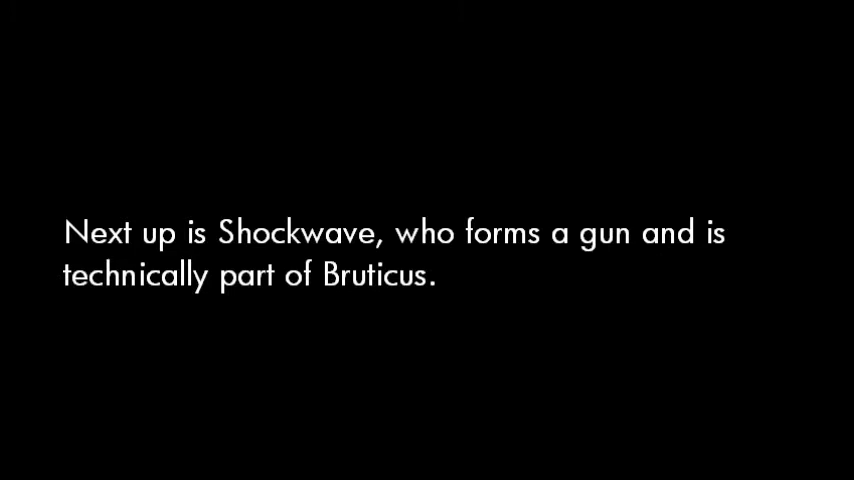 Next up is Shockwave, who forms a gun and is
technically part of Bruticus.